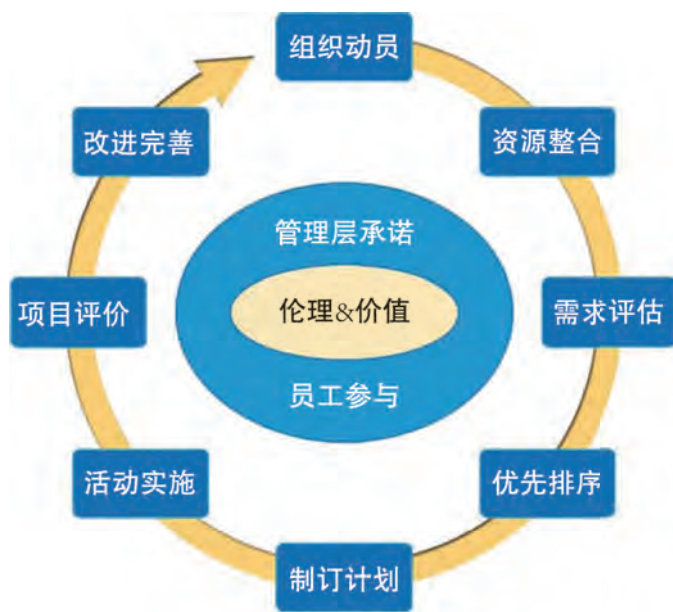 组织动员
资源整合
需求评估
优先排序
制订计划
活动实施
项目评价
改进完善
管理层承诺
伦理&价值
员工参与